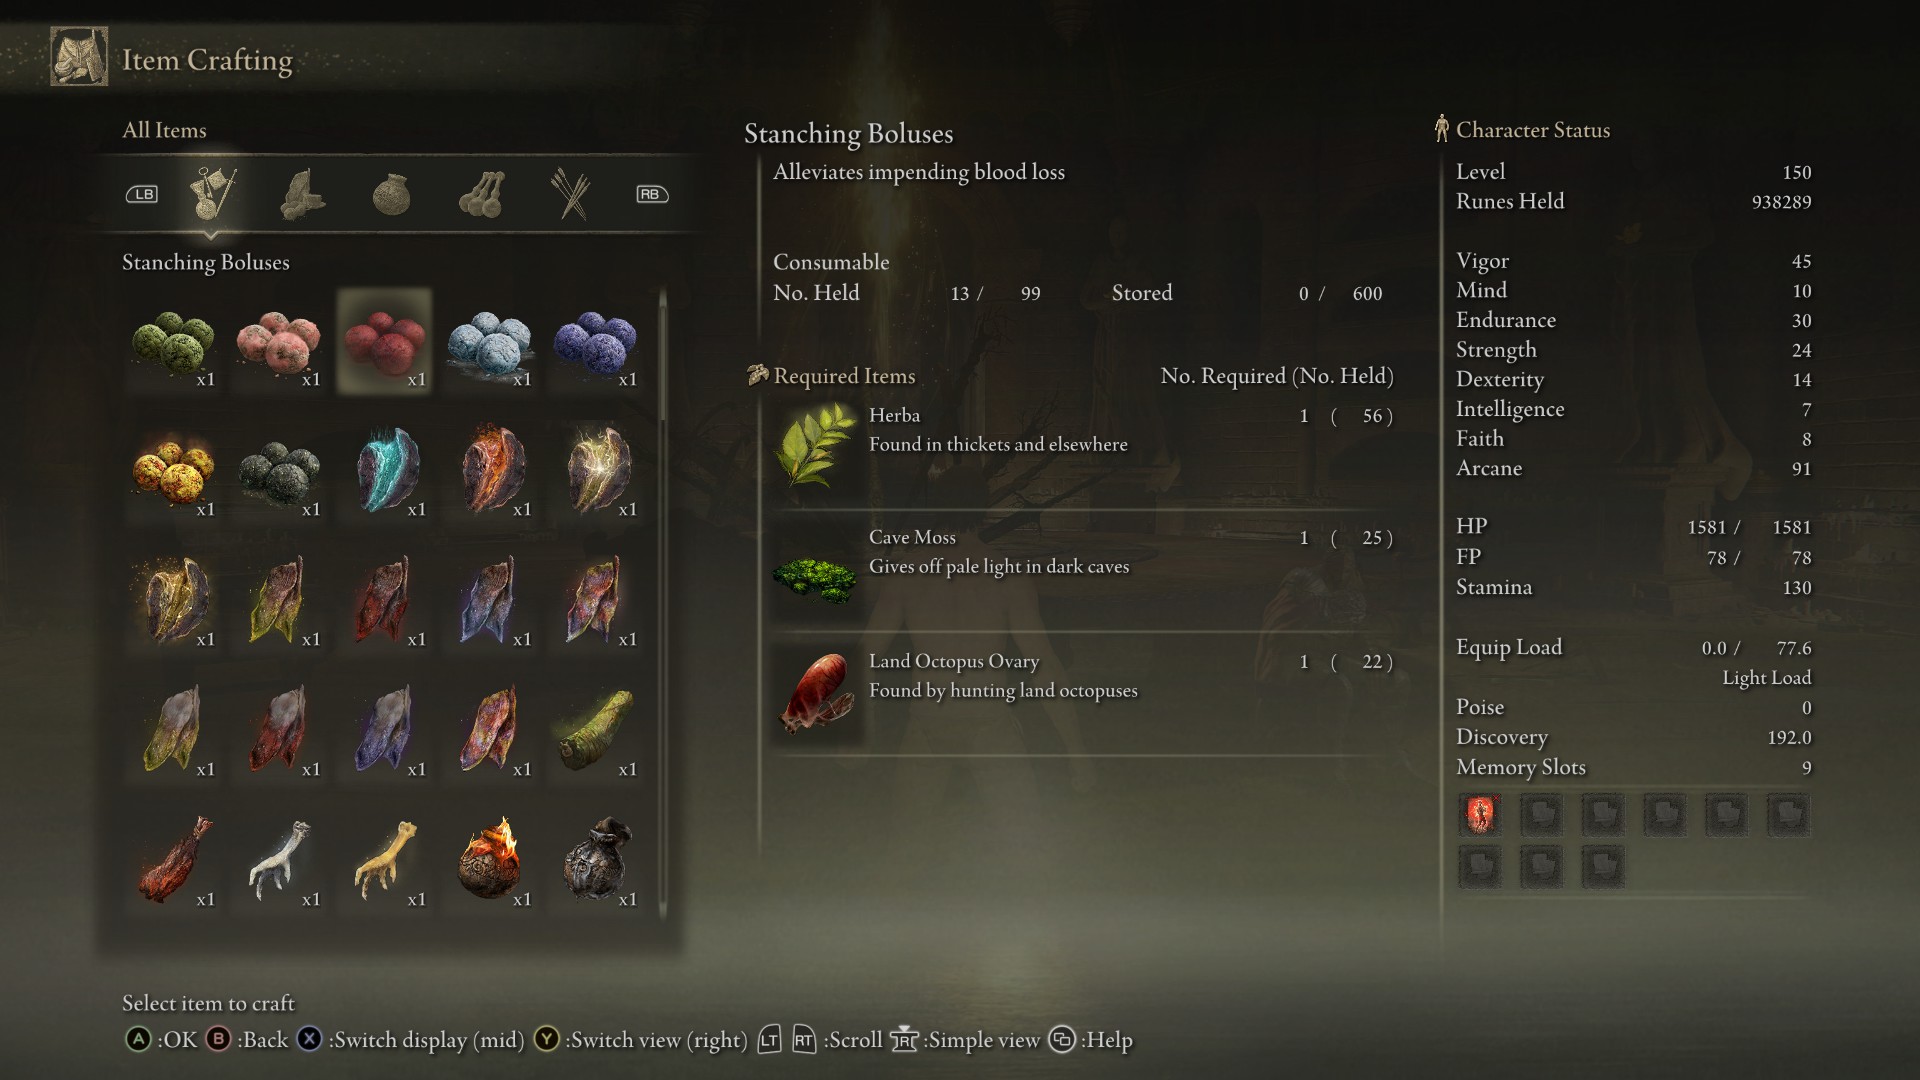 Item Crafting
All Items
LB
RB
Stanching Boluses
x1 x1 x1 x1 x1
x1 x1 x1 x1 x1
x1 x1 x1 x1 x1
x1 x1 x1 x1 x1
x1 x1 x1 x1 x1
Stanching Boluses
Alleviates impending blood loss
Consumable
No. Held 13 / 99 Stored 0 / 600
Required Items No. Required (No. Held)
Herba 1 ( 56 )
Found in thickets and elsewhere
Cave Moss 1 ( 25 )
Gives off pale light in dark caves
Land Octopus Ovary 1 ( 22 )
Found by hunting land octopuses
Character Status
Level 150
Runes Held 938289
Vigor 45
Mind 10
Endurance 30
Strength 24
Dexterity 14
Intelligence 7
Faith 8
Arcane 91
HP 1581 / 1581
FP 78 / 78
Stamina 130
Equip Load 0.0 / 77.6
Light Load
Poise 0
Discovery 192.0
Memory Slots 9
Select item to craft
A :OK B :Back X :Switch display (mid) Y :Switch view (right) LT RT :Scroll R :Simple view :Help